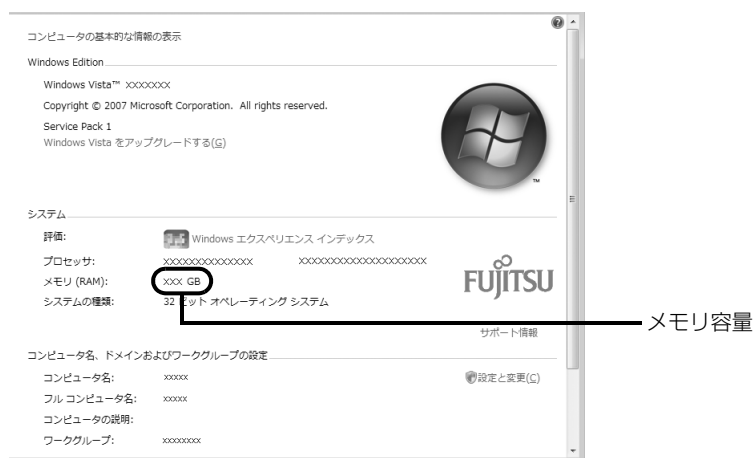 コンピュータの基本的な情報の表示
Windows Edition
Windows Vista™ xxxxxxx
Copyright © 2007 Microsoft Corporation. All rights reserved.
Service Pack 1
Windows Vista をアップグレードする(G)
TM
システム
評価: Windows エクスペリエンス インデックス
プロセッサ: xxxxxxxxxxxxxx xxxxxxxxxxxxxxxxxxxx
メモリ (RAM): xxx GB
システムの種類: 32 ビット オペレーティング システム
FUJITSU
メモリ容量
サポート情報
コンピュータ名、ドメインおよびワークグループの設定
コンピュータ名: xxxxx
設定と変更(C)
フル コンピュータ名: xxxxx
コンピュータの説明:
ワークグループ: xxxxxxxx